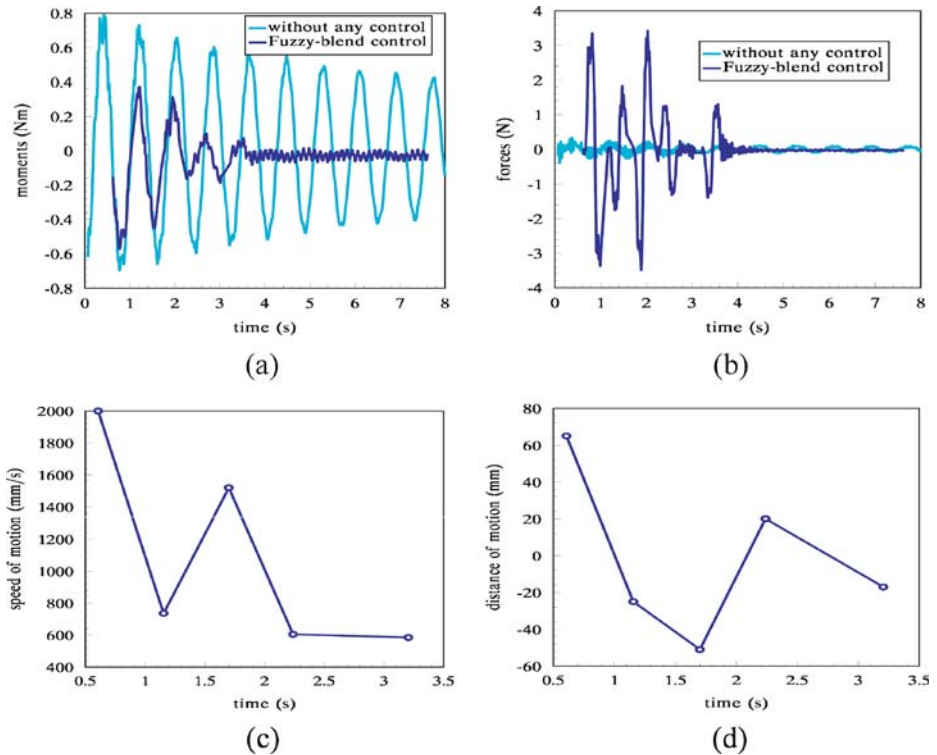 0.8
0.6
0.4
0.2
0
-0.2
-0.4
-0.6
-0.8
moments (Nm)
without any control
Fuzzy-blend control
0 1 2 3 4 5 6 7 8
time (s)
(a)
4
3
2
1
0
-1
-2
-3
-4
forces (N)
without any control
Fuzzy-blend control
0 1 2 3 4 5 6 7 8
time (s)
(b)
2000
1800
1600
1400
1200
1000
800
600
400
speed of motion (mm/s)
0.5 1 1.5 2 2.5 3 3.5
time (s)
(c)
80
60
40
20
0
-20
-40
-60
distance of motion (mm)
0.5 1 1.5 2 2.5 3 3.5
time (s)
(d)